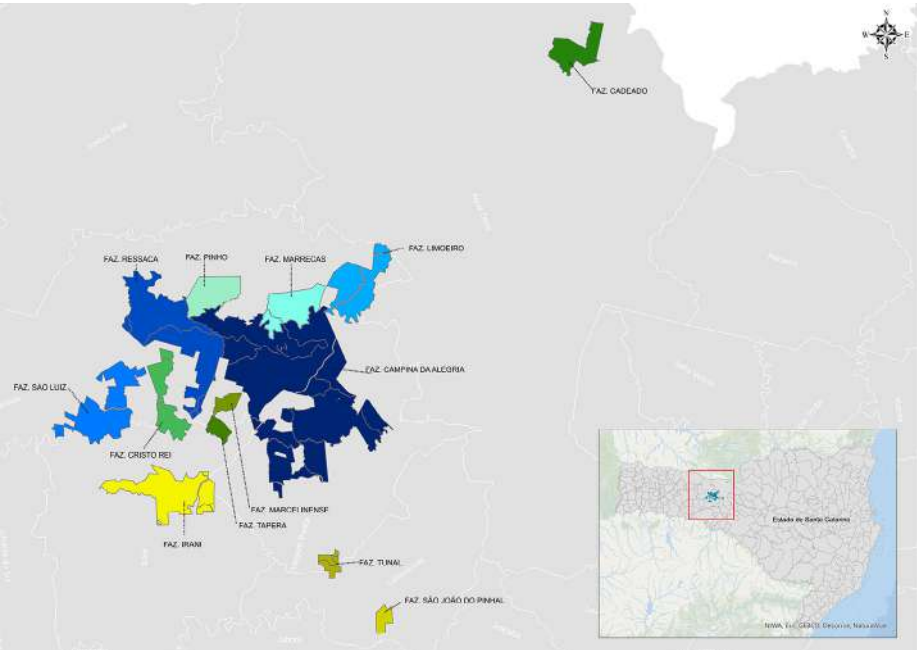 N
W E
S
FAZ. CADEADO
FAZ. LIMOEIRO
FAZ. RESSACA
FAZ. PINHO
FAZ. MARRECAS
FAZ. CAMPINA DA ALEGRIA
FAZ. SAO LUIZ
FAZ. CRISTO REI
FAZ. MARCELINENSE
FAZ. TAPERA
FAZ. IRANI
FAZ. TUNAL
FAZ. SÃO JOÃO DO PINHAL
Estado de Santa Catarina